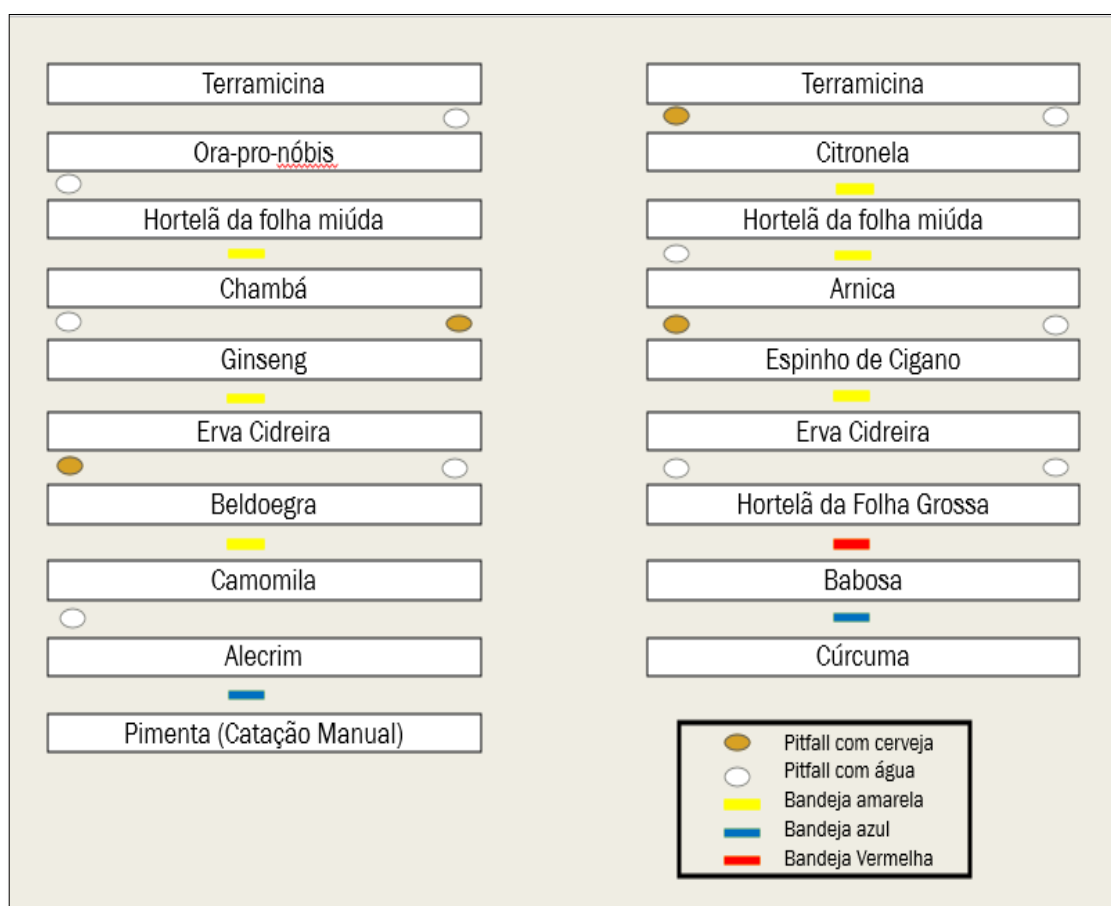 Terramicina
Ora-pro-nóbis
Hortelã da folha miúda
Chambá
Ginseng
Erva Cidreira
Beldoegra
Camomila
Alecrim
Pimenta (Catação Manual)
Terramicina
Citronela
Hortelã da folha miúda
Arnica
Espinho de Cigano
Erva Cidreira
Hortelã da Folha Grossa
Babosa
Cúrcuma
Pitfall com cerveja
Pitfall com água
Bandeja amarela
Bandeja azul
Bandeja Vermelha